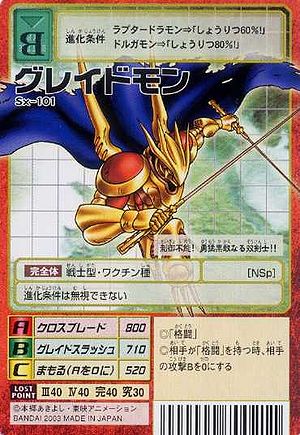 B
進化条件
ラプタードラモン⇒「しょうりつ60%!」
ドルガモン⇒「しょうりつ80%!」
グレイドモン
Sx-101
制御不能! 勇猛果敢なる双剣士!!
完全体 戦士型・ワクチン種 [NSp]
進化条件は無視できない
A クロスブレード 900
B グレイドスラッシュ 710
C まもる(Aを0に) 520
○「格闘」
○相手が「格闘」を持つ時、相手の攻撃Bを0にする
LOST POINT Ⅲ40 Ⅳ40 完40 究30
©本郷あきよし・東映アニメーション
BANDAI 2003 MADE IN JAPAN